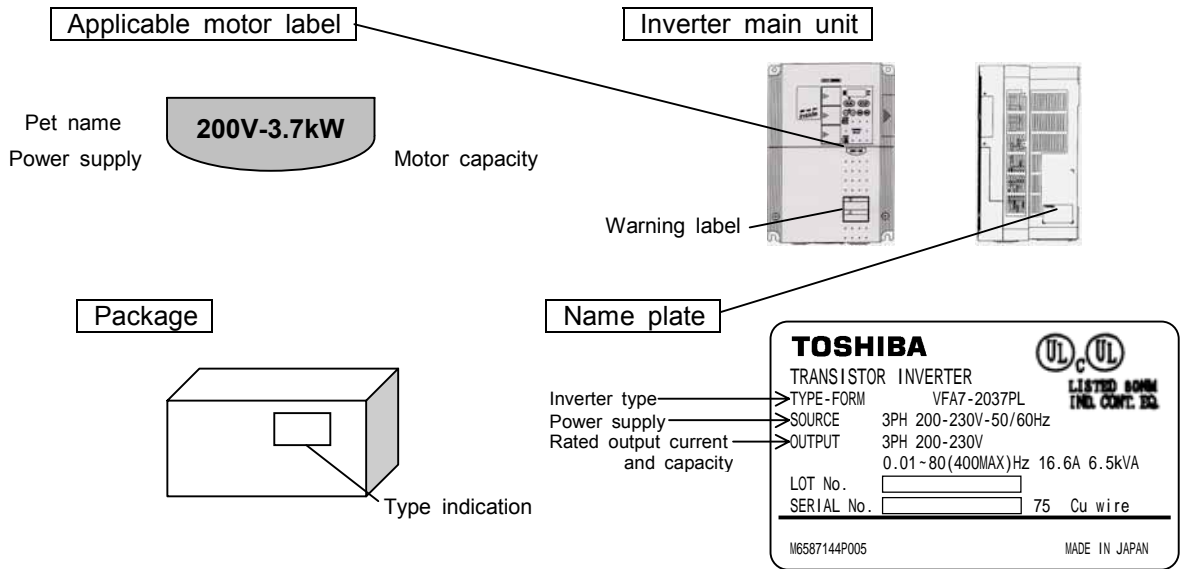 Applicable motor label
Inverter main unit
Pet name
Power supply
200V-3.7kW
Motor capacity
Warning label
Package
Type indication
Name plate
Inverter type
Power supply
Rated output current
and capacity
TOSHIBA
UL C UL
LISTED 80NM
IND. CONT. EQ.
TRANSISTOR INVERTER
TYPE-FORM VFA7-2037PL
SOURCE 3PH 200-230V-50/60Hz
OUTPUT 3PH 200-230V
0.01~80(400MAX)Hz 16.6A 6.5kVA
LOT No.
SERIAL No. 75 Cu wire
M6587144P005 MADE IN JAPAN